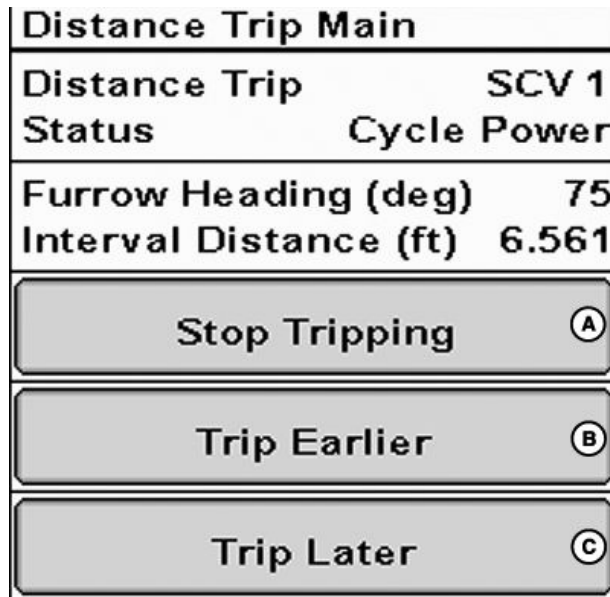 Distance Trip Main
Distance Trip SCV 1
Status Cycle Power
Furrow Heading (deg) 75
Interval Distance (ft) 6.561
Stop Tripping A
Trip Earlier B
Trip Later C